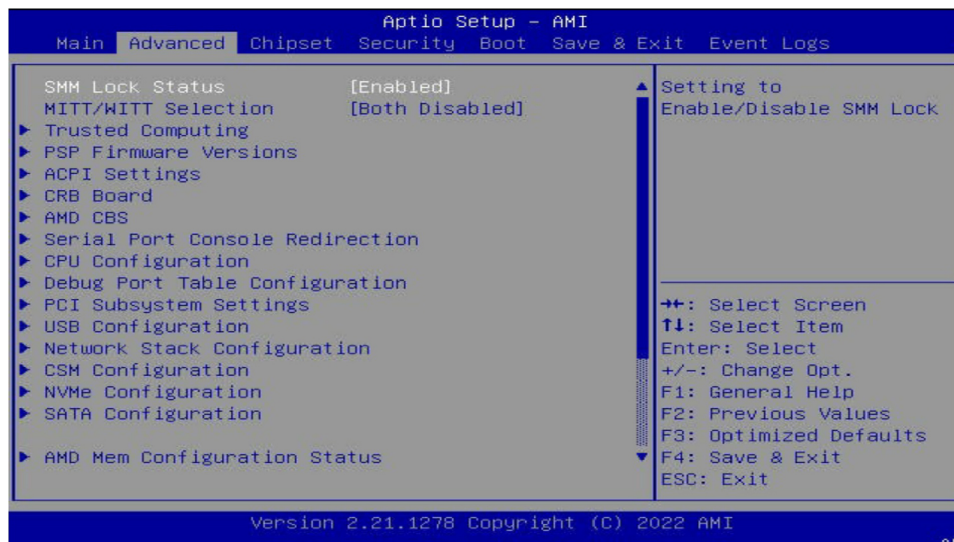 Aptio Setup – AMI
Main Advanced Chipset Security Boot Save & Exit Event Logs
SMM Lock Status [Enabled]
MITT/WITT Selection [Both Disabled]
Trusted Computing
PSP Firmware Versions
ACPI Settings
CRB Board
AMD CBS
Serial Port Console Redirection
CPU Configuration
Debug Port Table Configuration
PCI Subsystem Settings
USB Configuration
Network Stack Configuration
CSM Configuration
NVMe Configuration
SATA Configuration
AMD Mem Configuration Status
Setting to
Enable/Disable SMM Lock
→←: Select Screen
↑↓: Select Item
Enter: Select
+/-: Change Opt.
F1: General Help
F2: Previous Values
F3: Optimized Defaults
F4: Save & Exit
ESC: Exit
Version 2.21.1278 Copyright (C) 2022 AMI